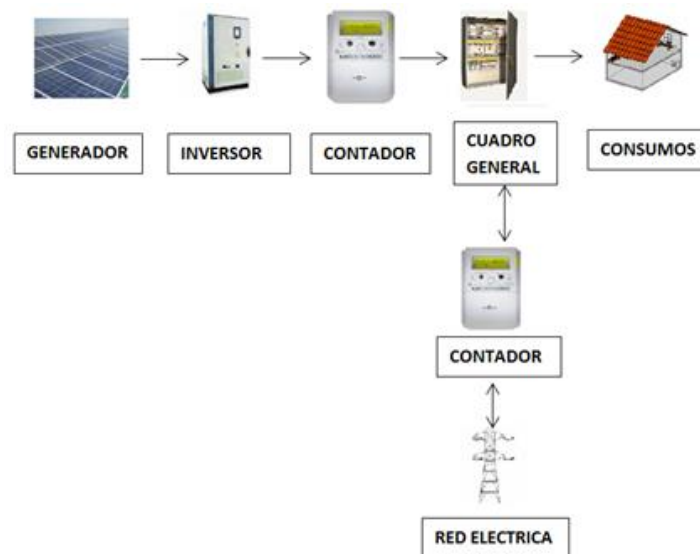 GENERADOR
INVERSOR
CONTADOR
CUADRO
GENERAL
CONSUMOS
CONTADOR
RED ELECTRICA